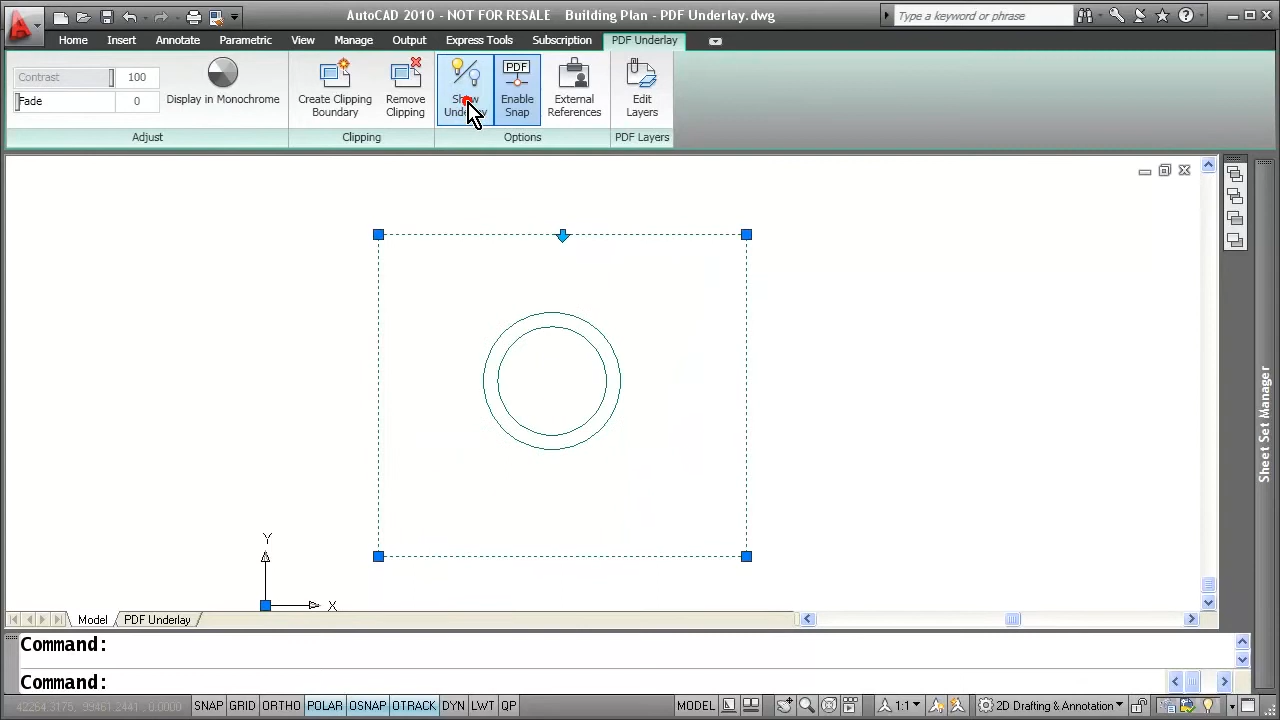 AutoCAD 2010 - NOT FOR RESALE Building Plan - PDF Underlay.dwg
Type a keyword or phrase
Home Insert Annotate Parametric View Manage Output Express Tools Subscription PDF Underlay
Contrast 100
Fade 0
Display in Monochrome
Create Clipping
Boundary
Remove
Clipping
PDF
Enable
Snap
External
References
Edit
Layers
Adjust Clipping Options PDF Layers
Sheet Set Manager
Y
X
Model PDF Underlay
Command:
Command:
SNAP GRID ORTHO POLAR OSNAP OTRACK DYN LWT QP MODEL 1:1 2D Drafting & Annotation